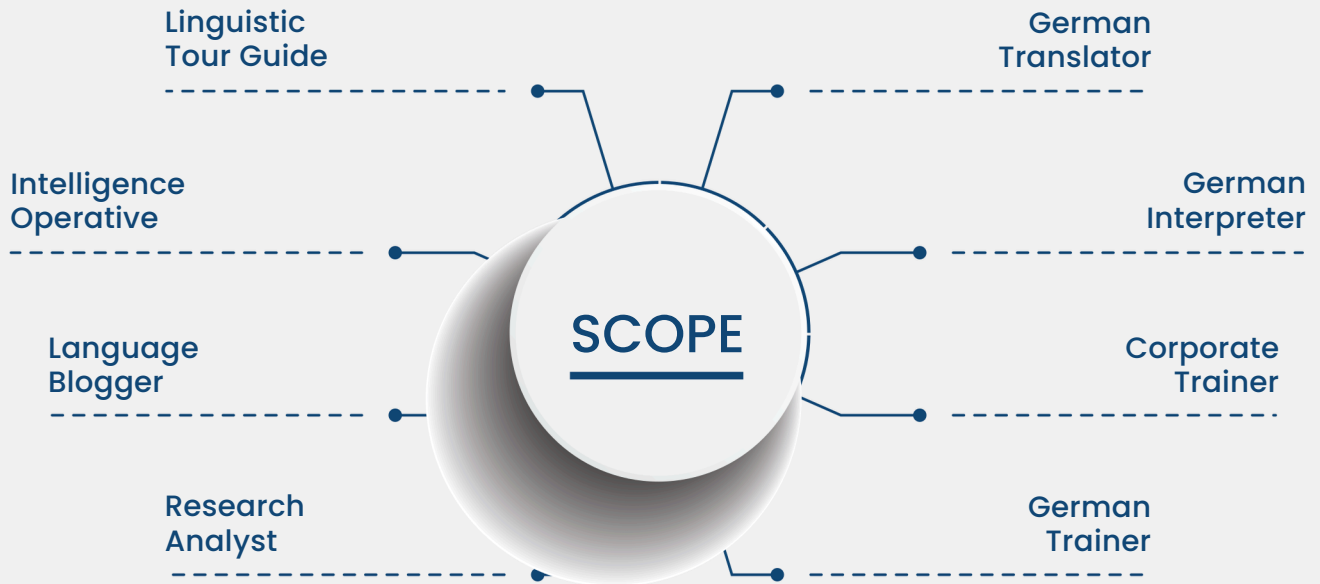 Linguistic
Tour Guide
German
Translator
Intelligence
Operative
German
Interpreter
SCOPE
Language
Blogger
Corporate
Trainer
Research
Analyst
German
Trainer